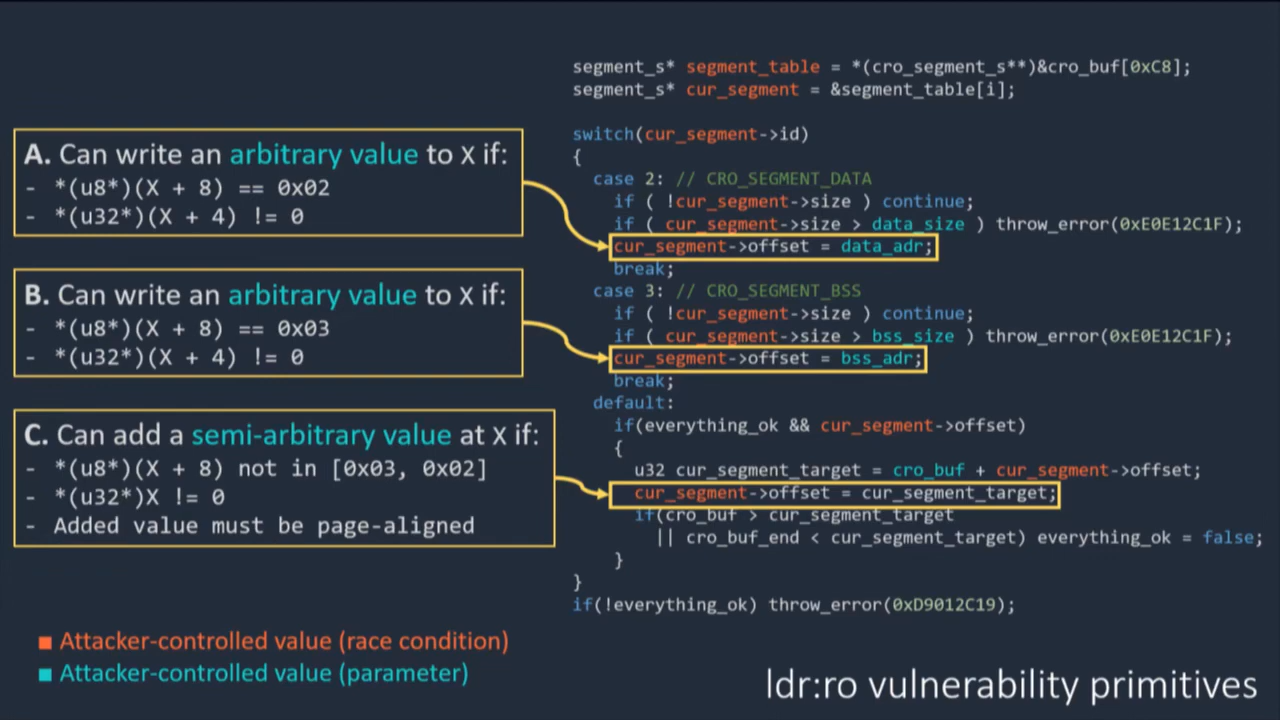 segment_s* segment_table = *(cro_segment_s**)&cro_buf[0xC8];
segment_s* cur_segment = &segment_table[i];
switch(cur_segment->id)
{
case 2: // CRO_SEGMENT_DATA
if ( !cur_segment->size ) continue;
if ( cur_segment->size > data_size ) throw_error(0xE0E12C1F);
cur_segment->offset = data_adr;
break;
case 3: // CRO_SEGMENT_BSS
if ( !cur_segment->size ) continue;
if ( cur_segment->size > bss_size ) throw_error(0xE0E12C1F);
cur_segment->offset = bss_adr;
break;
default:
if(everything_ok && cur_segment->offset)
{
u32 cur_segment_target = cro_buf + cur_segment->offset;
cur_segment->offset = cur_segment_target;
if(cro_buf > cur_segment_target
|| cro_buf_end < cur_segment_target) everything_ok = false;
}
}
if(!everything_ok) throw_error(0xD9012C19);
A. Can write an arbitrary value to X if:
- *(u8*)(X + 8) == 0x02
- *(u32*)(X + 4) != 0
B. Can write an arbitrary value to X if:
- *(u8*)(X + 8) == 0x03
- *(u32*)(X + 4) != 0
C. Can add a semi-arbitrary value at X if:
- *(u8*)(X + 8) not in [0x03, 0x02]
- *(u32*)X != 0
- Added value must be page-aligned
■ Attacker-controlled value (race condition)
■ Attacker-controlled value (parameter)
ldr:ro vulnerability primitives